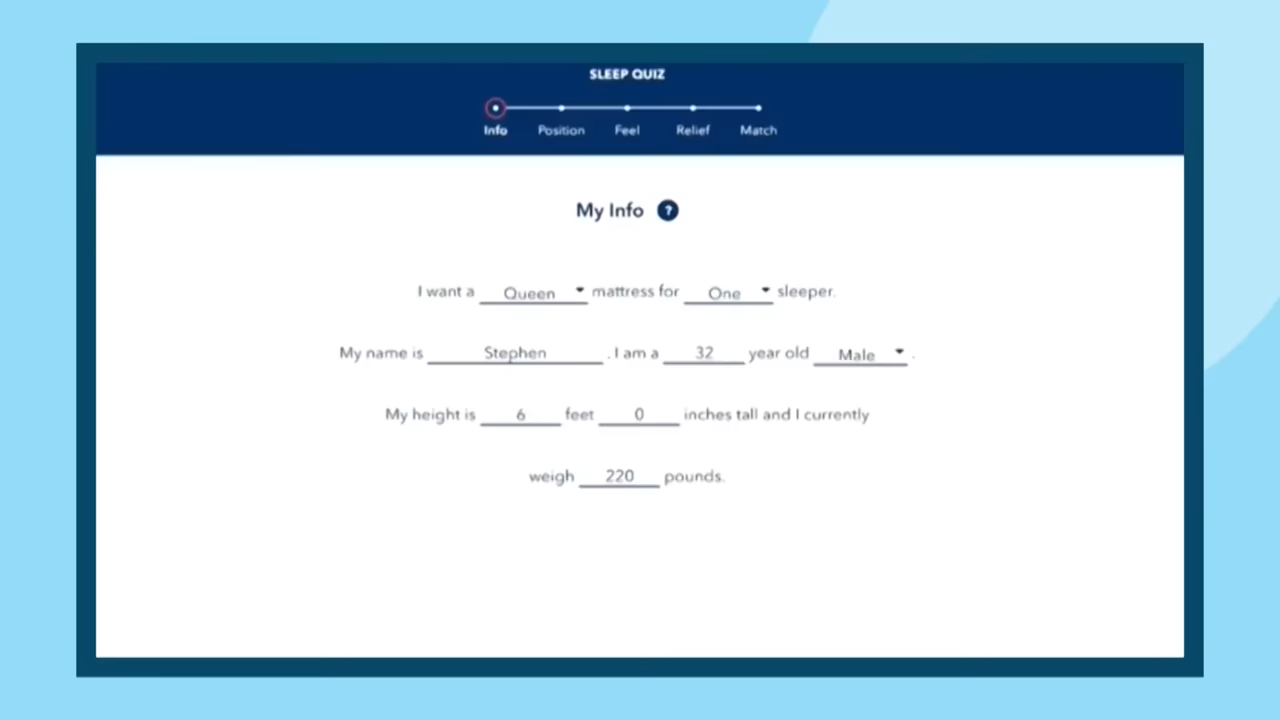 SLEEP QUIZ
Info Position Feel Relief Match
My Info ?
I want a Queen mattress for One sleeper.
My name is Stephen . I am a 32 year old Male .
My height is 6 feet 0 inches tall and I currently
weigh 220 pounds.